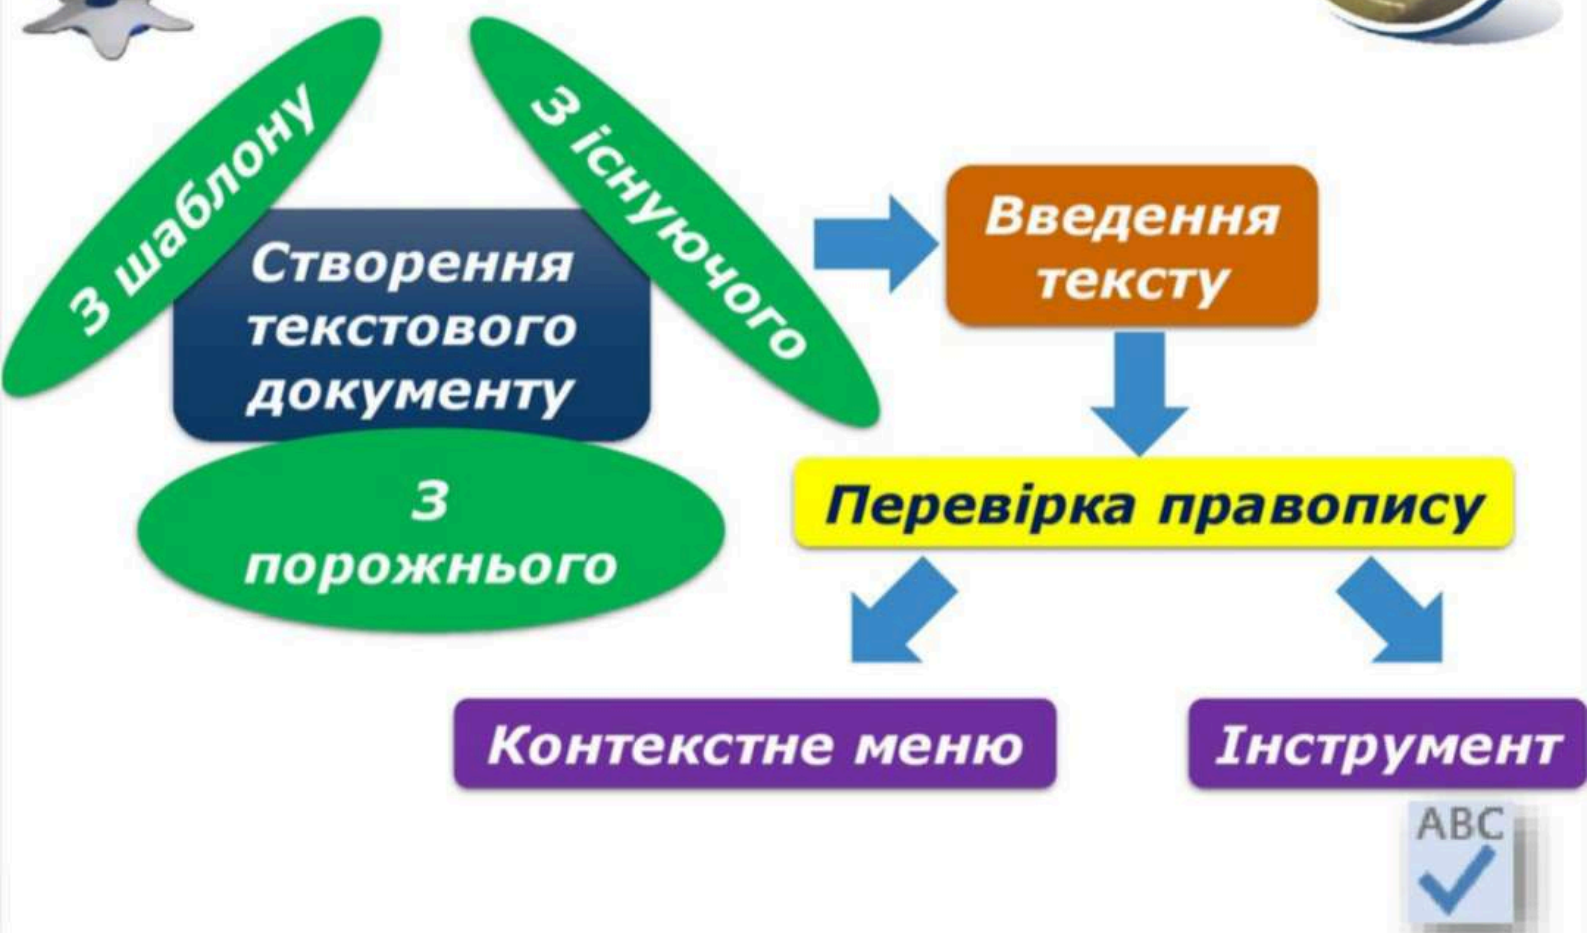 З шаблону
З існуючого
Створення
текстового
документу
З
порожнього
Введення
тексту
Перевірка правопису
Контекстне меню
Інструмент
ABC